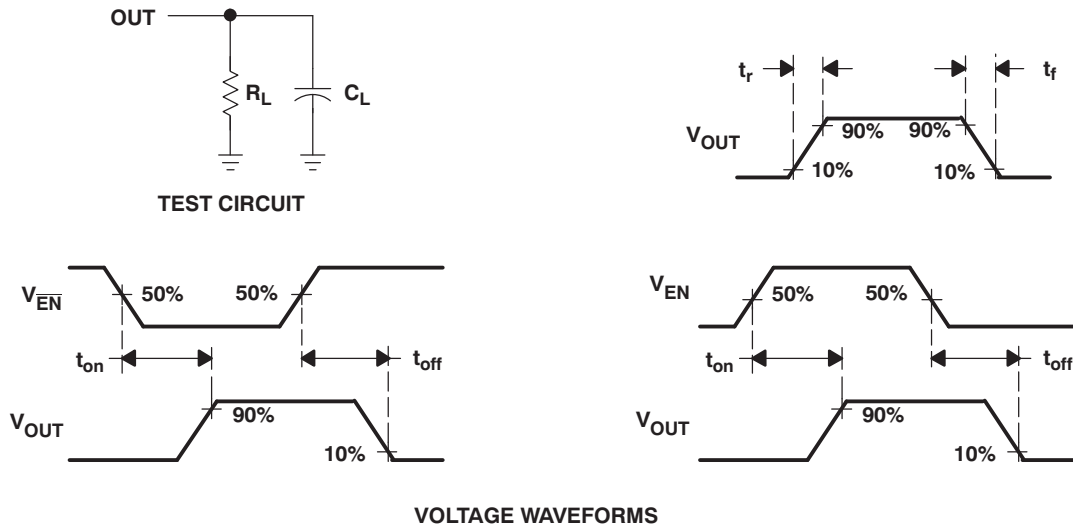 OUT
R_L
C_L
TEST CIRCUIT
t_r
t_f
V_OUT
90% 90%
10% 10%
V_E̅N̅
50% 50%
t_on
t_off
V_OUT
90%
10%
V_EN
50% 50%
t_on
t_off
V_OUT
90%
10%
VOLTAGE WAVEFORMS